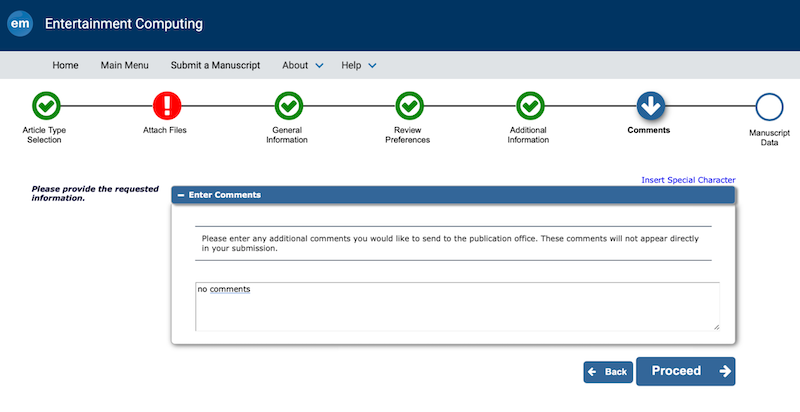 em Entertainment Computing
Home Main Menu Submit a Manuscript About Help
Article Type
Selection
Attach Files
General
Information
Review
Preferences
Additional
Information
Comments
Manuscript
Data
Insert Special Character
Please provide the requested
information.
Enter Comments
Please enter any additional comments you would like to send to the publication office. These comments will not appear directly
in your submission.
no comments
Back
Proceed